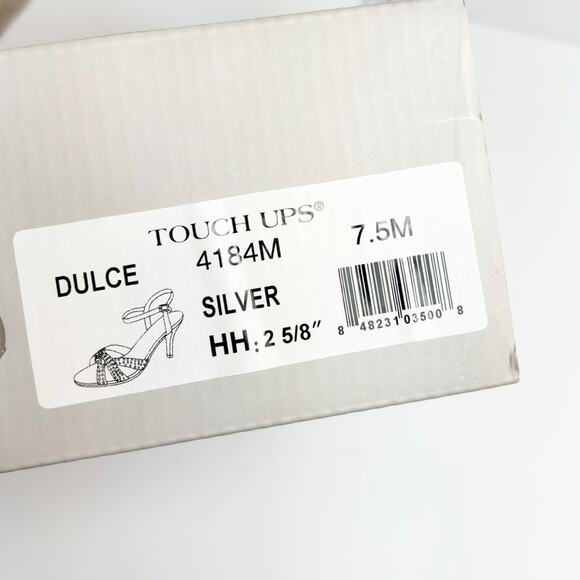 TOUCH UPS®
DULCE 4184M 7.5M
SILVER
HH: 2 5/8"
8 48231 03500 8